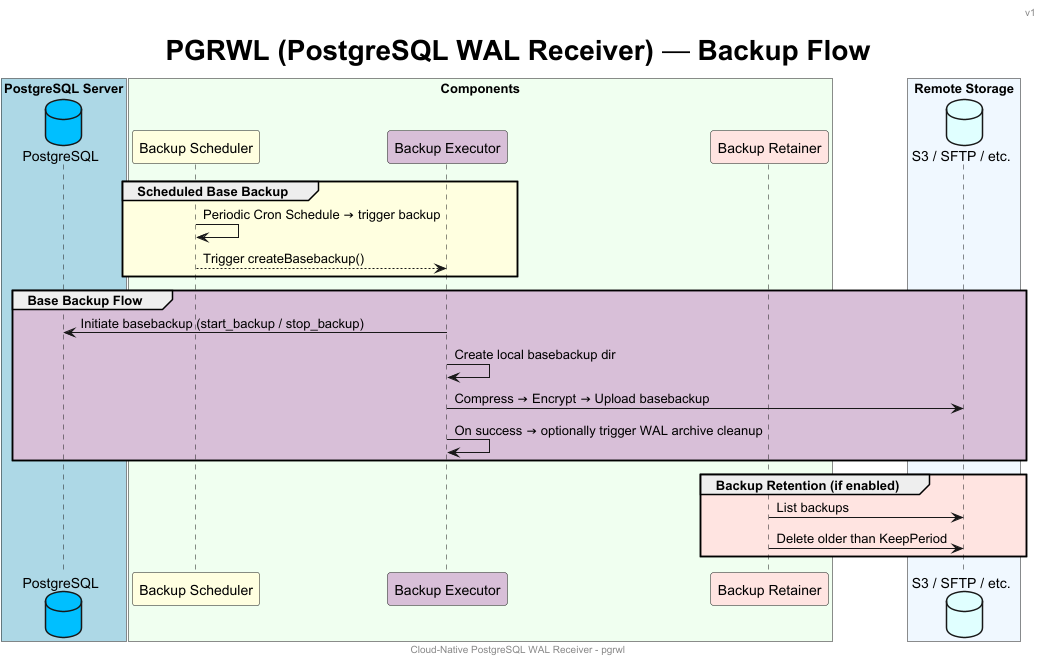 v1
PGRWL (PostgreSQL WAL Receiver) — Backup Flow
PostgreSQL Server
Components
Remote Storage
PostgreSQL
Backup Scheduler
Backup Executor
Backup Retainer
S3 / SFTP / etc.
Scheduled Base Backup
Periodic Cron Schedule → trigger backup
Trigger createBasebackup()
Base Backup Flow
Initiate basebackup (start_backup / stop_backup)
Create local basebackup dir
Compress → Encrypt → Upload basebackup
On success → optionally trigger WAL archive cleanup
Backup Retention (if enabled)
List backups
Delete older than KeepPeriod
PostgreSQL
Backup Scheduler
Backup Executor
Backup Retainer
S3 / SFTP / etc.
Cloud-Native PostgreSQL WAL Receiver - pgrwl